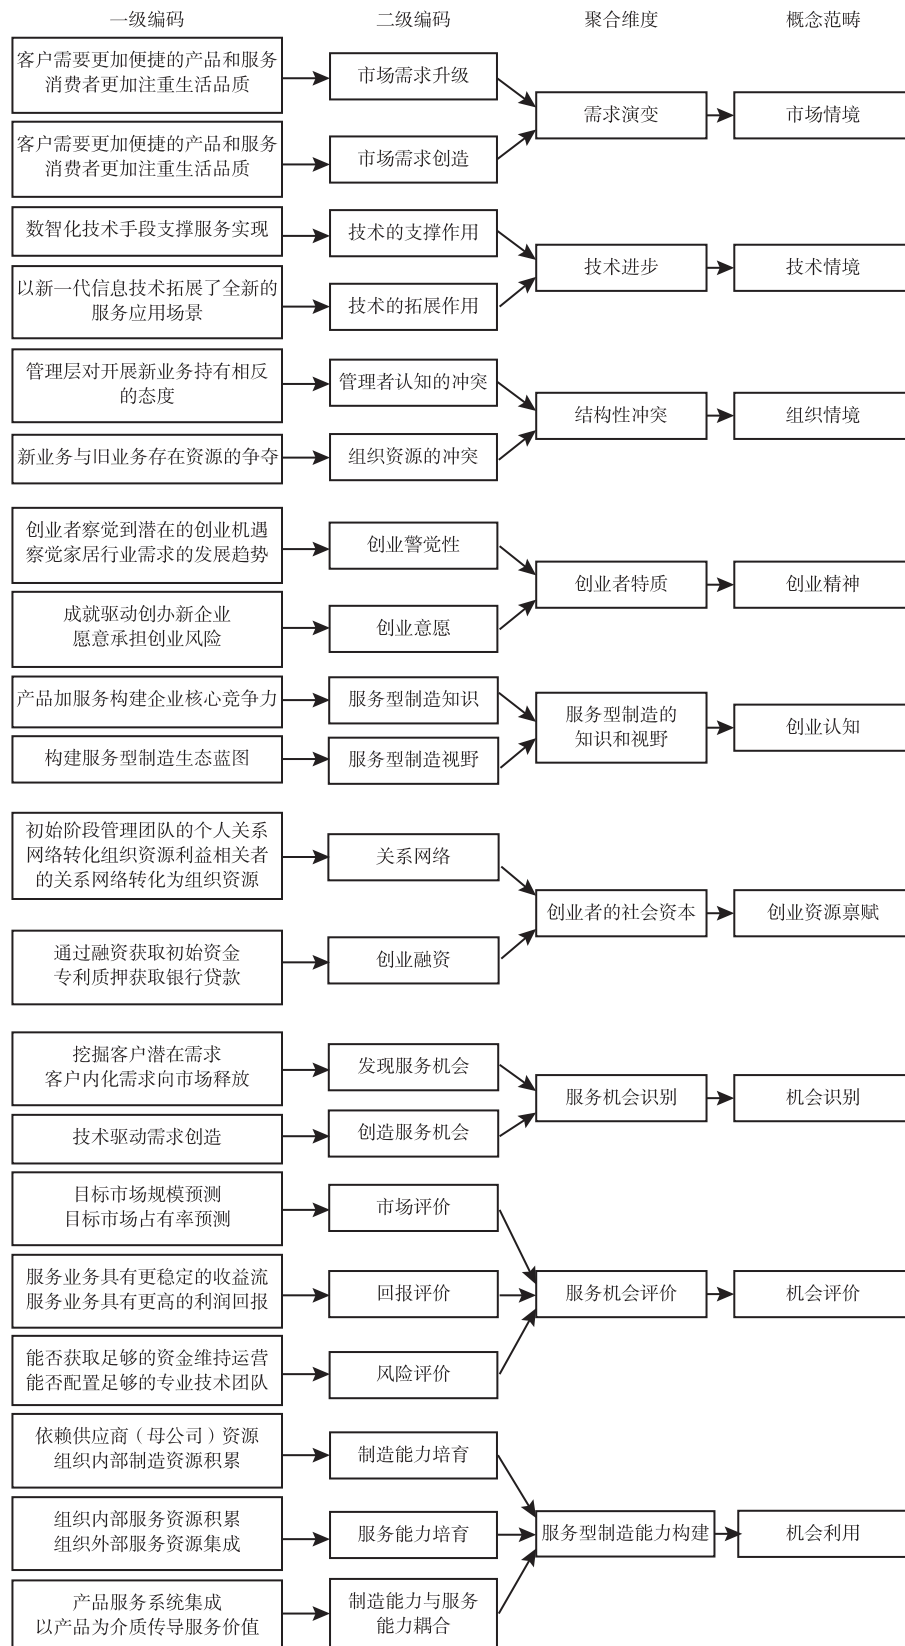 一级编码 二级编码 聚合维度 概念范畴
客户需要更加便捷的产品和服务
消费者更加注重生活品质
市场需求升级
客户需要更加便捷的产品和服务
消费者更加注重生活品质
市场需求创造
需求演变
市场情境
数智化技术手段支撑服务实现
技术的支撑作用
以新一代信息技术拓展了全新的
服务应用场景
技术的拓展作用
技术进步
技术情境
管理层对开展新业务持有相反
的态度
管理者认知的冲突
新业务与旧业务存在资源的争夺
组织资源的冲突
结构性冲突
组织情境
创业者察觉到潜在的创业机遇
察觉家居行业需求的发展趋势
创业警觉性
成就驱动创办新企业
愿意承担创业风险
创业意愿
创业者特质
创业精神
产品加服务构建企业核心竞争力
服务型制造知识
构建服务型制造生态蓝图
服务型制造视野
服务型制造的
知识和视野
创业认知
初始阶段管理团队的个人关系
网络转化组织资源利益相关者
的关系网络转化为组织资源
关系网络
通过融资获取初始资金
专利质押获取银行贷款
创业融资
创业者的社会资本
创业资源禀赋
挖掘客户潜在需求
客户内化需求向市场释放
发现服务机会
技术驱动需求创造
创造服务机会
服务机会识别
机会识别
目标市场规模预测
目标市场占有率预测
市场评价
服务业务具有更稳定的收益流
服务业务具有更高的利润回报
回报评价
能否获取足够的资金维持运营
能否配置足够的专业技术团队
风险评价
服务机会评价
机会评价
依赖供应商（母公司）资源
组织内部制造资源积累
制造能力培育
组织内部服务资源积累
组织外部服务资源集成
服务能力培育
产品服务系统集成
以产品为介质传导服务价值
制造能力与服务
能力耦合
服务型制造能力构建
机会利用